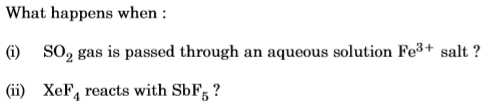 What happens when :
(i) SO₂ gas is passed through an aqueous solution Fe³⁺ salt ?
(ii) XeF₄ reacts with SbF₅ ?